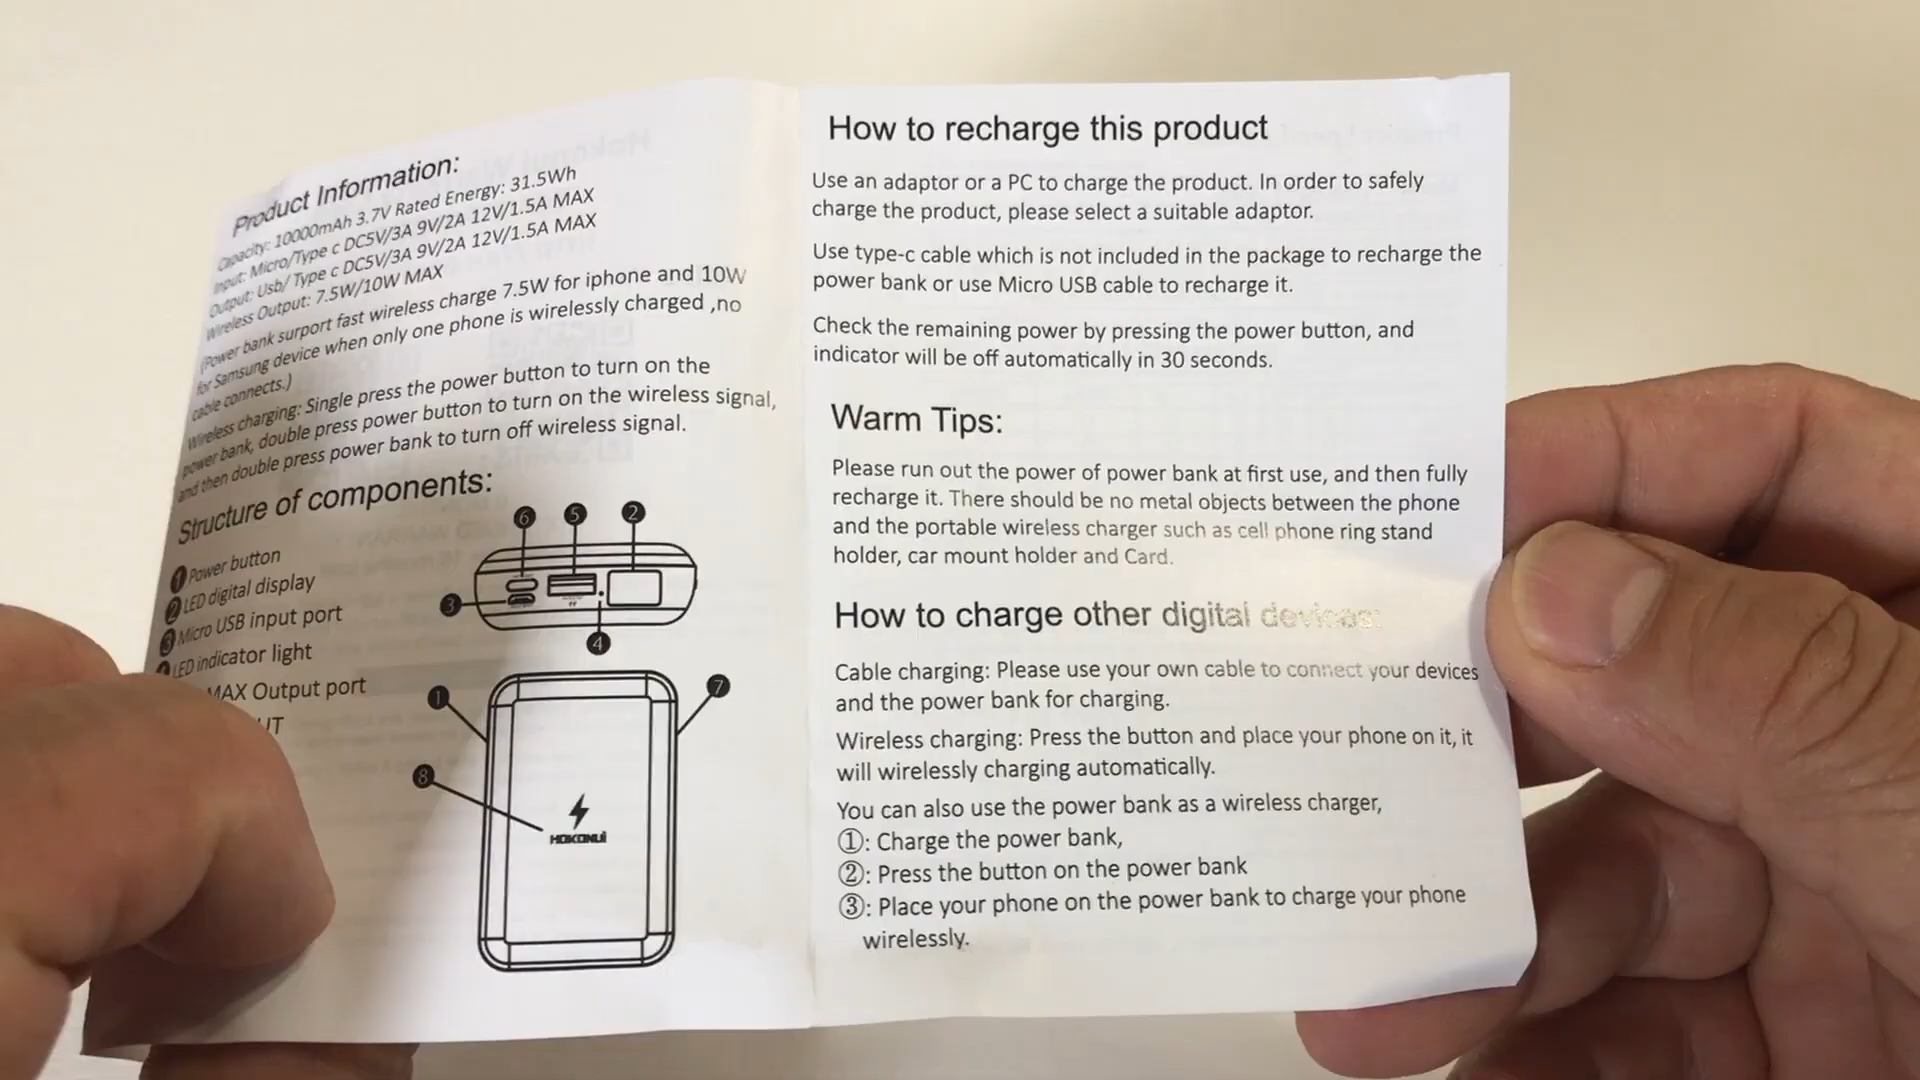 Product Information:
Capacity: 10000mAh 3.7V Rated Energy: 31.5Wh
Input: Micro/Type c DC5V/3A 9V/2A 12V/1.5A MAX
Output: Usb/ Type c DC5V/3A 9V/2A 12V/1.5A MAX
Wireless Output: 7.5W/10W MAX
(Power bank surport fast wireless charge 7.5W for iphone and 10W
for Samsung device when only one phone is wirelessly charged ,no
cable connects.)
Wireless charging: Single press the power button to turn on the
power bank, double press power button to turn on the wireless signal,
and then double press power bank to turn off wireless signal.
Structure of components:
❶ Power button
❷ LED digital display
❸ Micro USB input port
LED indicator light
MAX Output port
❻ ❺ ❷
❸
❹
❶ ❼
❽
HOKONUI
How to recharge this product
Use an adaptor or a PC to charge the product. In order to safely
charge the product, please select a suitable adaptor.
Use type-c cable which is not included in the package to recharge the
power bank or use Micro USB cable to recharge it.
Check the remaining power by pressing the power button, and
indicator will be off automatically in 30 seconds.
Warm Tips:
Please run out the power of power bank at first use, and then fully
recharge it. There should be no metal objects between the phone
and the portable wireless charger such as cell phone ring stand
holder, car mount holder and Card.
How to charge other digital devices:
Cable charging: Please use your own cable to connect your devices
and the power bank for charging.
Wireless charging: Press the button and place your phone on it, it
will wirelessly charging automatically.
You can also use the power bank as a wireless charger,
①: Charge the power bank,
②: Press the button on the power bank
③: Place your phone on the power bank to charge your phone
wirelessly.